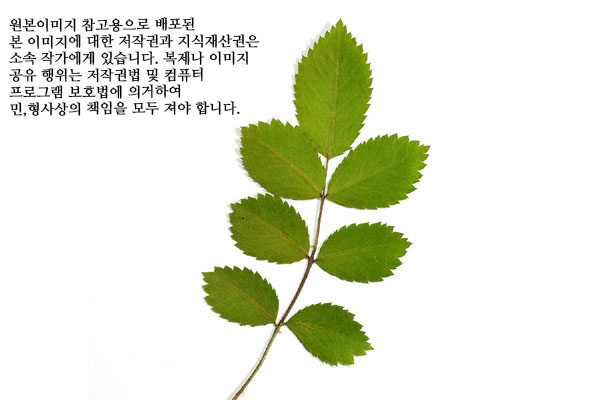 원본이미지 참고용으로 배포된
본 이미지에 대한 저작권과 지식재산권은
소속 작가에게 있습니다. 복제나 이미지
공유 행위는 저작권법 및 컴퓨터
프로그램 보호법에 의거하여
민,형사상의 책임을 모두 져야 합니다.